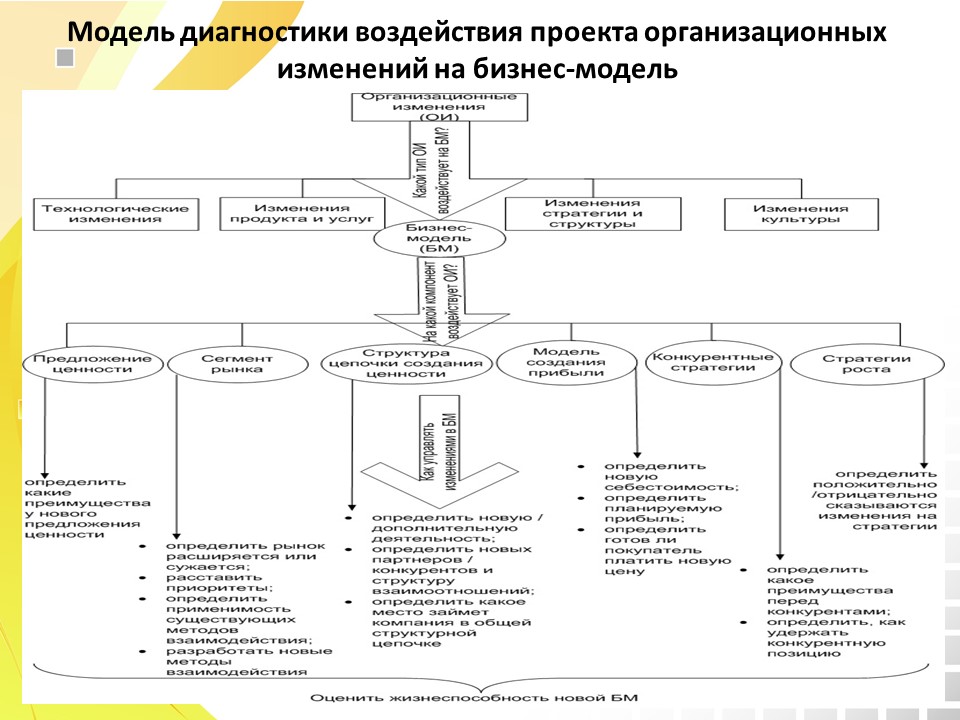 Модель диагностики воздействия проекта организационных
изменений на бизнес-модель
Организационные
изменения
(ОИ)
Какой тип ОИ
воздействует на БМ?
Технологические
изменения
Изменения
продукта и услуг
Изменения
стратегии и
структуры
Изменения
культуры
Бизнес-
модель
(БМ)
На какой компонент
воздействует ОИ?
Предложение
ценности
Сегмент
рынка
Структура
цепочки создания
ценности
Модель
создания
прибыли
Конкурентные
стратегии
Стратегии
роста
Как управлять
изменениями в БМ
определить
какие
преимущества
у нового
предложения
ценности
• определить рынок
расширяется или
сужается;
• расставить
приоритеты;
• определить
применимость
существующих
методов
взаимодействия;
• разработать новые
методы
взаимодействия
• определить новую /
дополнительную
деятельность;
• определить новых
партнеров /
конкурентов и
структуру
взаимоотношений;
• определить какое
место займет
компания в общей
структурной
цепочке
• определить
новую
себестоимость;
• определить
планируемую
прибыль;
• определить
готов ли
покупатель
платить новую
цену
• определить
какое
преимущества
перед
конкурентами;
• определить, как
удержать
конкурентную
позицию
определить
положительно
/отрицательно
сказываются
изменения на
стратегии
Оценить жизнеспособность новой БМ